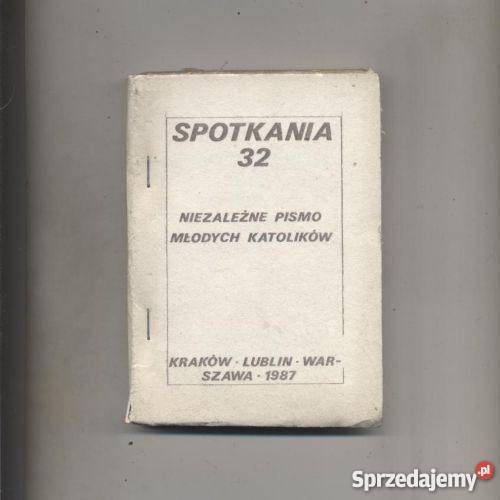 SPOTKANIA
32
NIEZALEŻNE PISMO
MŁODYCH KATOLIKÓW
KRAKÓW · LUBLIN · WAR-
SZAWA · 1987
Sprzedajemy.pl